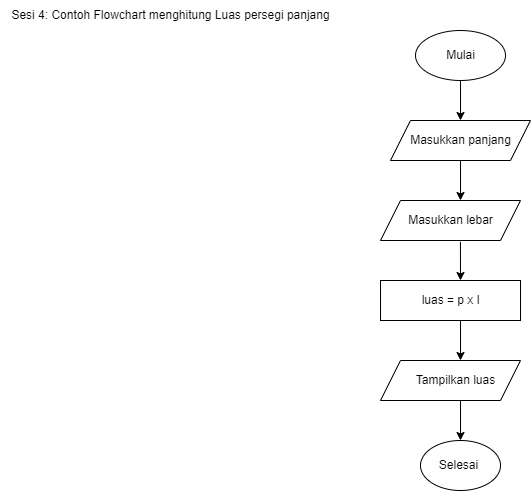 Sesi 4: Contoh Flowchart menghitung Luas persegi panjang
Mulai
Masukkan panjang
Masukkan lebar
luas = p x l
Tampilkan luas
Selesai